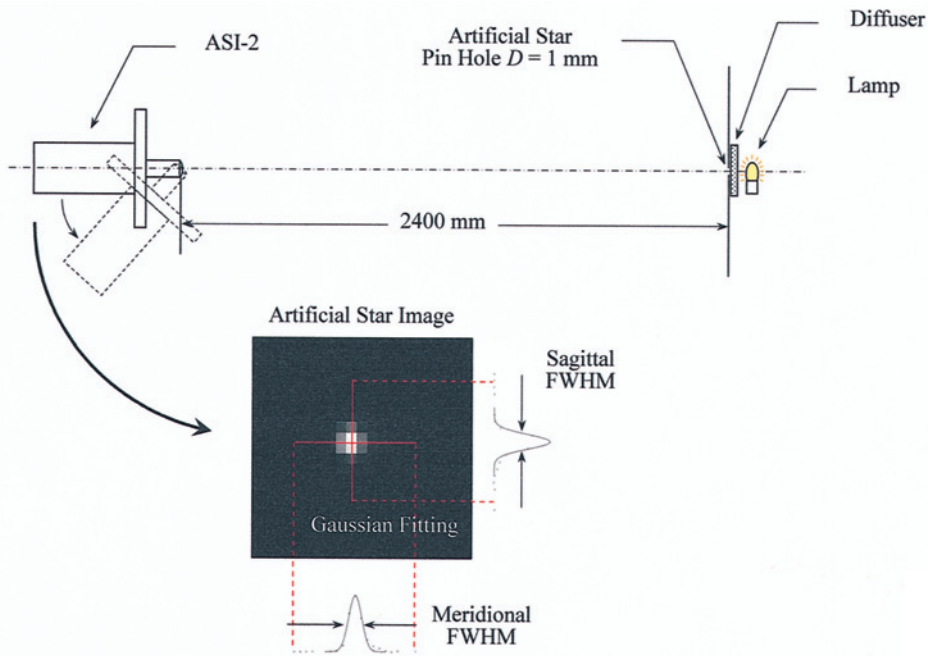 ASI-2
Artificial Star
Pin Hole D = 1 mm
Diffuser
Lamp
2400 mm
Artificial Star Image
Sagittal
FWHM
Gaussian Fitting
Meridional
FWHM